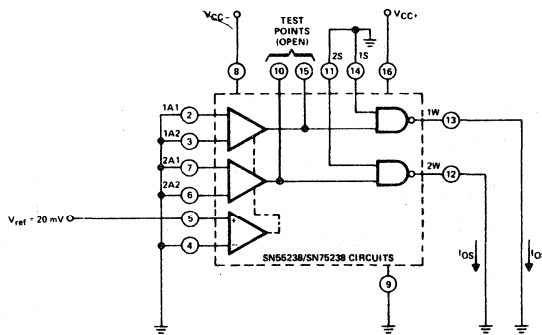 VCC-
TEST
POINTS
(OPEN)
2S
1S
VCC+
8
10
15
11
14
16
1A1
2
1A2
3
2A1
7
2A2
6
Vref = 20 mV
5
+
4
−
1W
13
2W
12
IOS
IOS
SN55238/SN75238 CIRCUITS
9